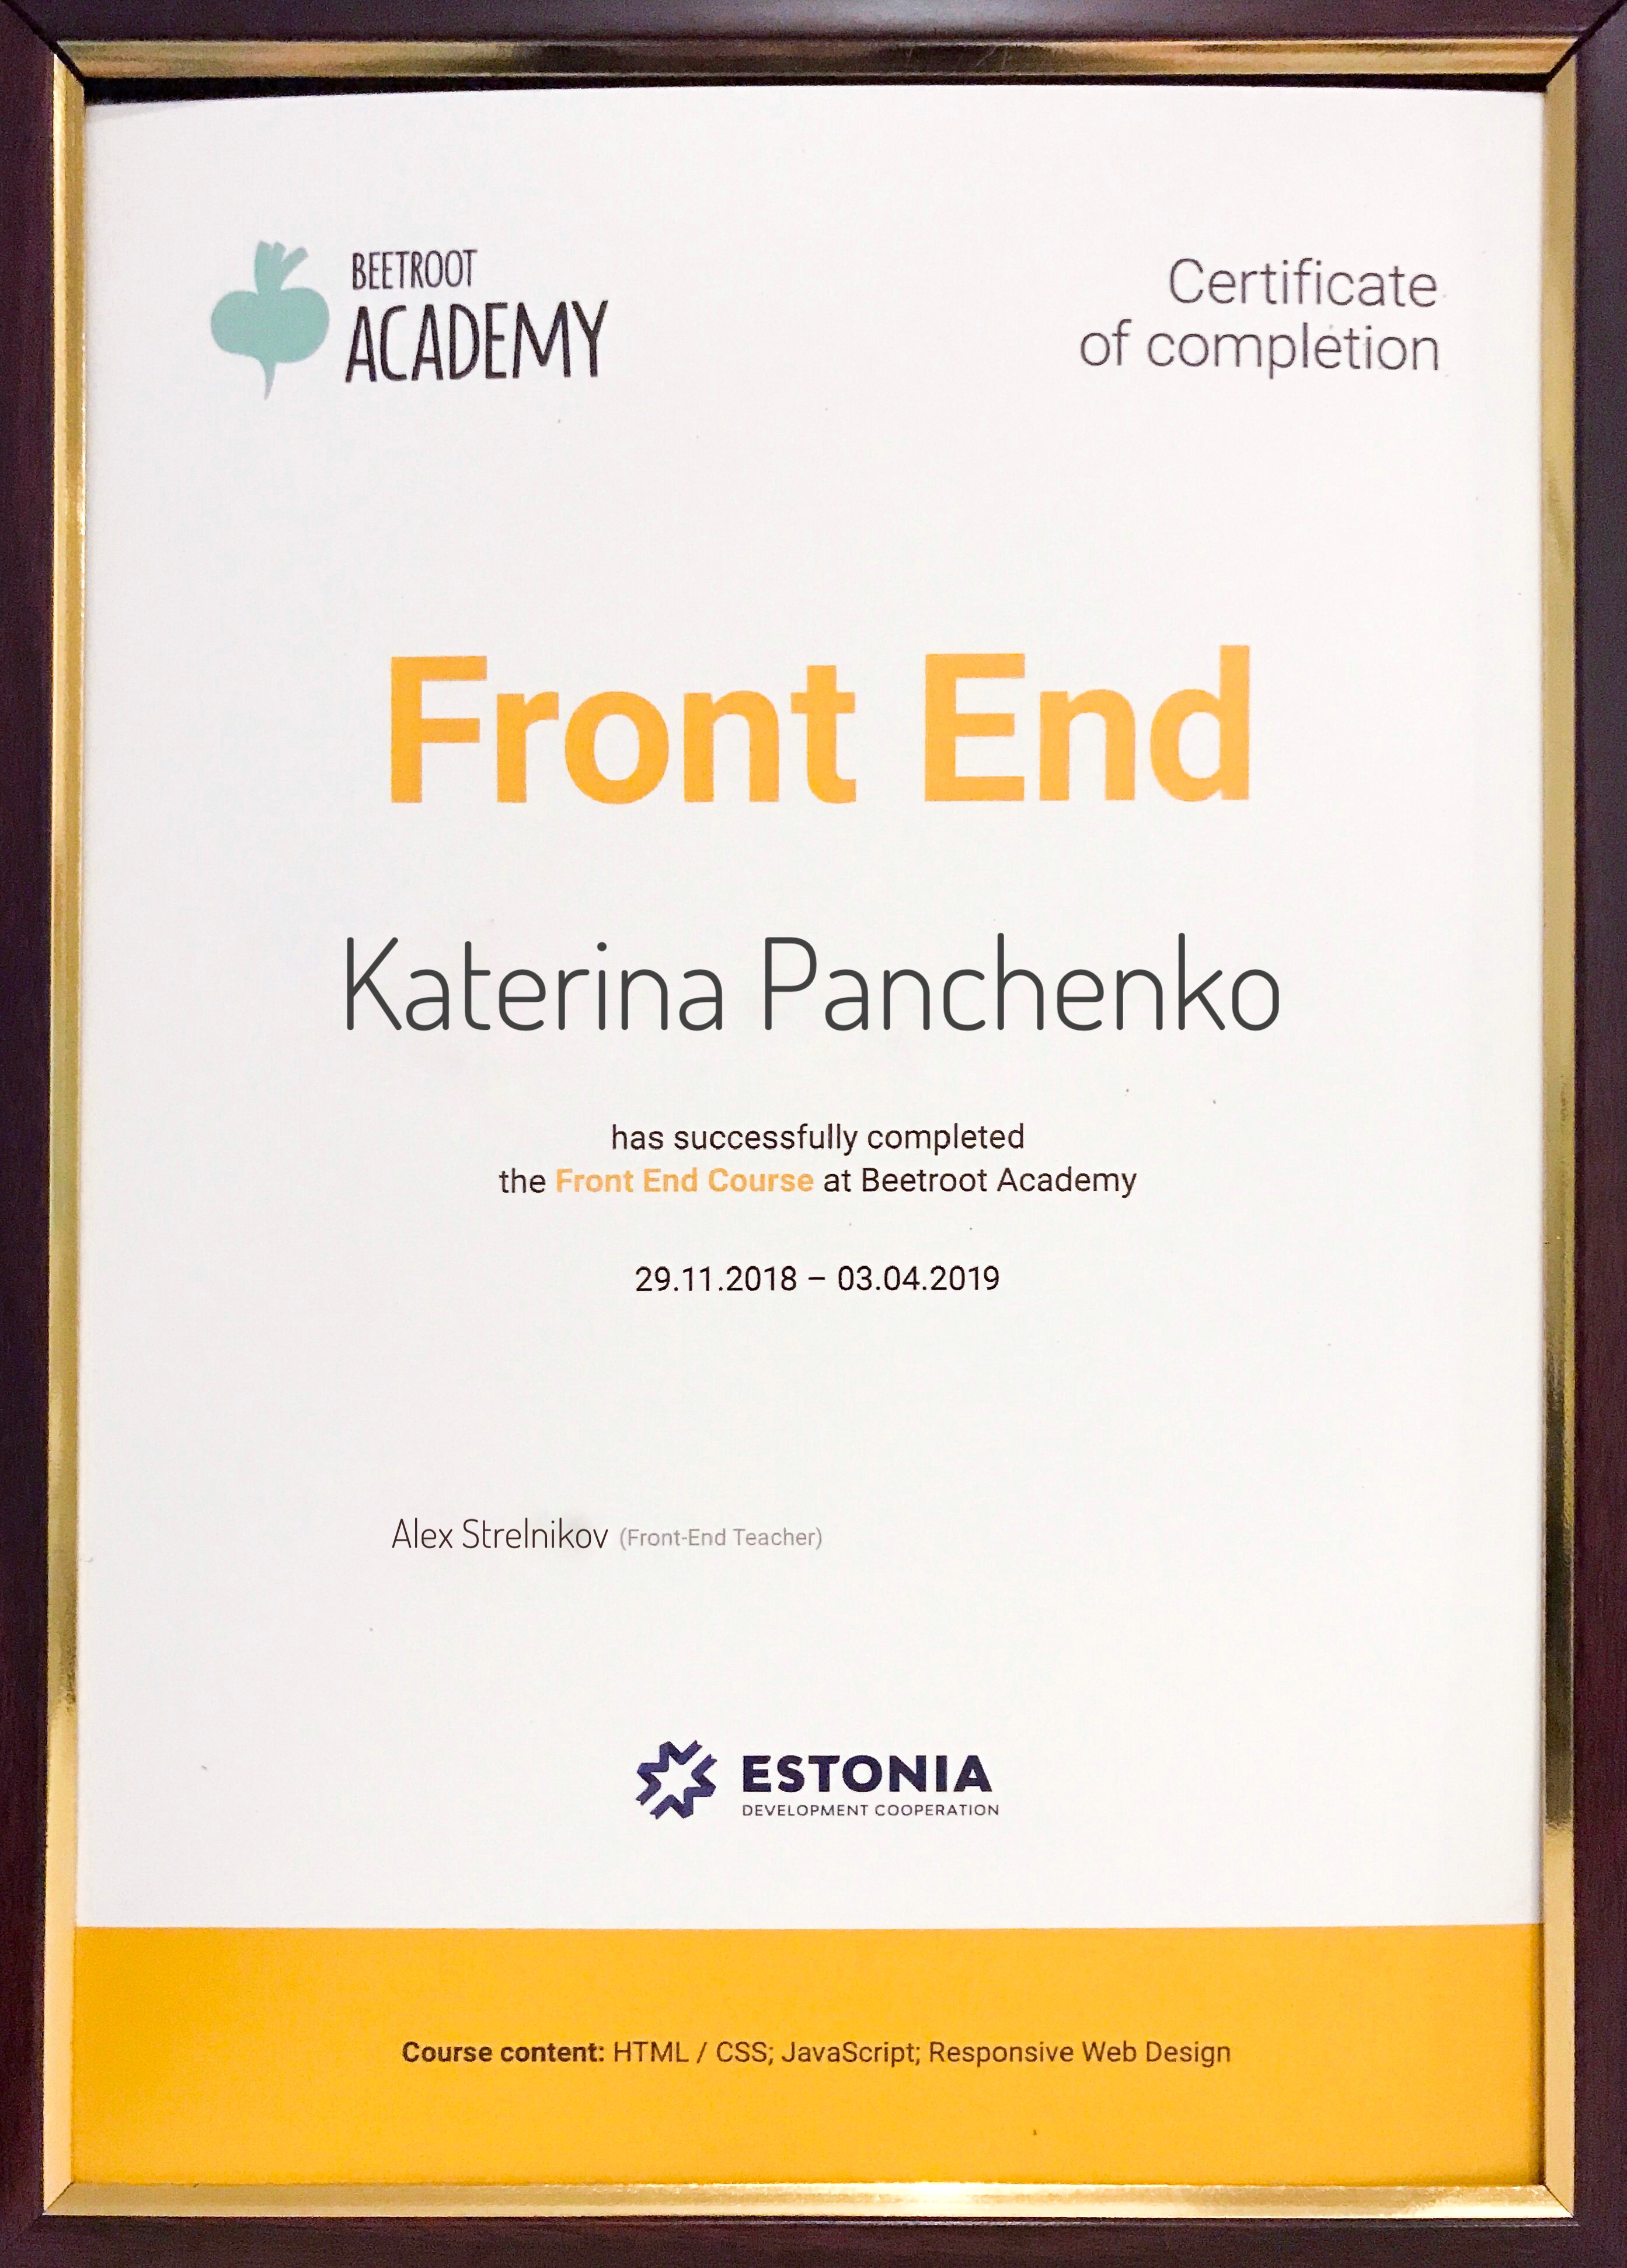 BEETROOT
ACADEMY
Certificate
of completion
Front End
Katerina Panchenko
has successfully completed
the Front End Course at Beetroot Academy
29.11.2018 – 03.04.2019
Alex Strelnikov (Front-End Teacher)
ESTONIA
DEVELOPMENT COOPERATION
Course content: HTML / CSS; JavaScript; Responsive Web Design